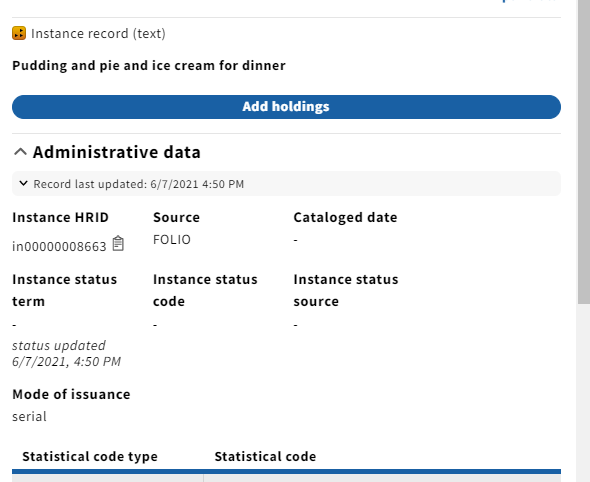 Instance record (text)
Pudding and pie and ice cream for dinner
Add holdings
Administrative data
Record last updated: 6/7/2021 4:50 PM
Instance HRID Source Cataloged date
in00000008663 FOLIO -
Instance status term Instance status code Instance status source
- - -
status updated
6/7/2021, 4:50 PM
Mode of issuance
serial
Statistical code type Statistical code